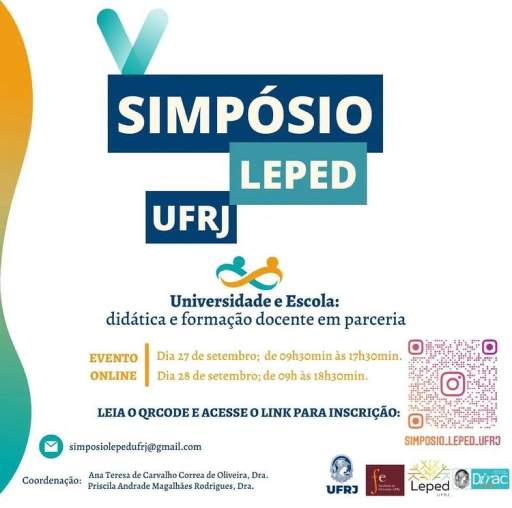 V
SIMPÓSIO
LEPED
UFRJ
Universidade e Escola:
didática e formação docente em parceria
EVENTO
ONLINE
Dia 27 de setembro; de 09h30min às 17h30min.
Dia 28 de setembro; de 09h às 18h30min.
LEIA O QRCODE E ACESSE O LINK PARA INSCRIÇÃO:
SIMPOSIO_LEPED_UFRJ
simposiolepedufrj@gmail.com
Coordenação:
Ana Teresa de Carvalho Correa de Oliveira, Dra.
Priscila Andrade Magalhães Rodrigues, Dra.
UFRJ
fe
Leped
UFRJ
Dirac